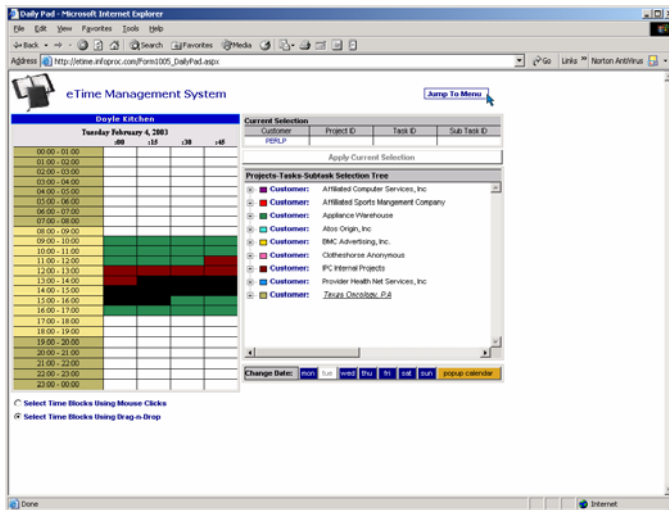 Daily Pad - Microsoft Internet Explorer
File Edit View Favorites Tools Help
Back Search Favorites Media
Address http://etime.infoproc.com/Form1005_DailyPad.aspx Go Links » Norton AntiVirus
eTime Management System
Jump To Menu
Doyle Kitchen
Tuesday February 4, 2003
:00 :15 :30 :45
00:00 - 01:00
01:00 - 02:00
02:00 - 03:00
03:00 - 04:00
04:00 - 05:00
05:00 - 06:00
06:00 - 07:00
07:00 - 08:00
08:00 - 09:00
09:00 - 10:00
10:00 - 11:00
11:00 - 12:00
12:00 - 13:00
13:00 - 14:00
14:00 - 15:00
15:00 - 16:00
16:00 - 17:00
17:00 - 18:00
18:00 - 19:00
19:00 - 20:00
20:00 - 21:00
21:00 - 22:00
22:00 - 23:00
23:00 - 00:00
Select Time Blocks Using Mouse Clicks
Select Time Blocks Using Drag-n-Drop
Current Selection
Customer Project ID Task ID Sub Task ID
PERLP
Apply Current Selection
Projects-Tasks-Subtask Selection Tree
Customer: Affiliated Computer Services, Inc
Customer: Affiliated Sports Mangement Company
Customer: Appliance Warehouse
Customer: Atos Origin, Inc
Customer: BMC Advertising, Inc.
Customer: Clotheshorse Anonymous
Customer: IPC Internal Projects
Customer: Provider Health Net Services, Inc
Customer: Texas Oncology, P.A
Change Date: mon tue wed thu fri sat sun popup calendar
Done Internet